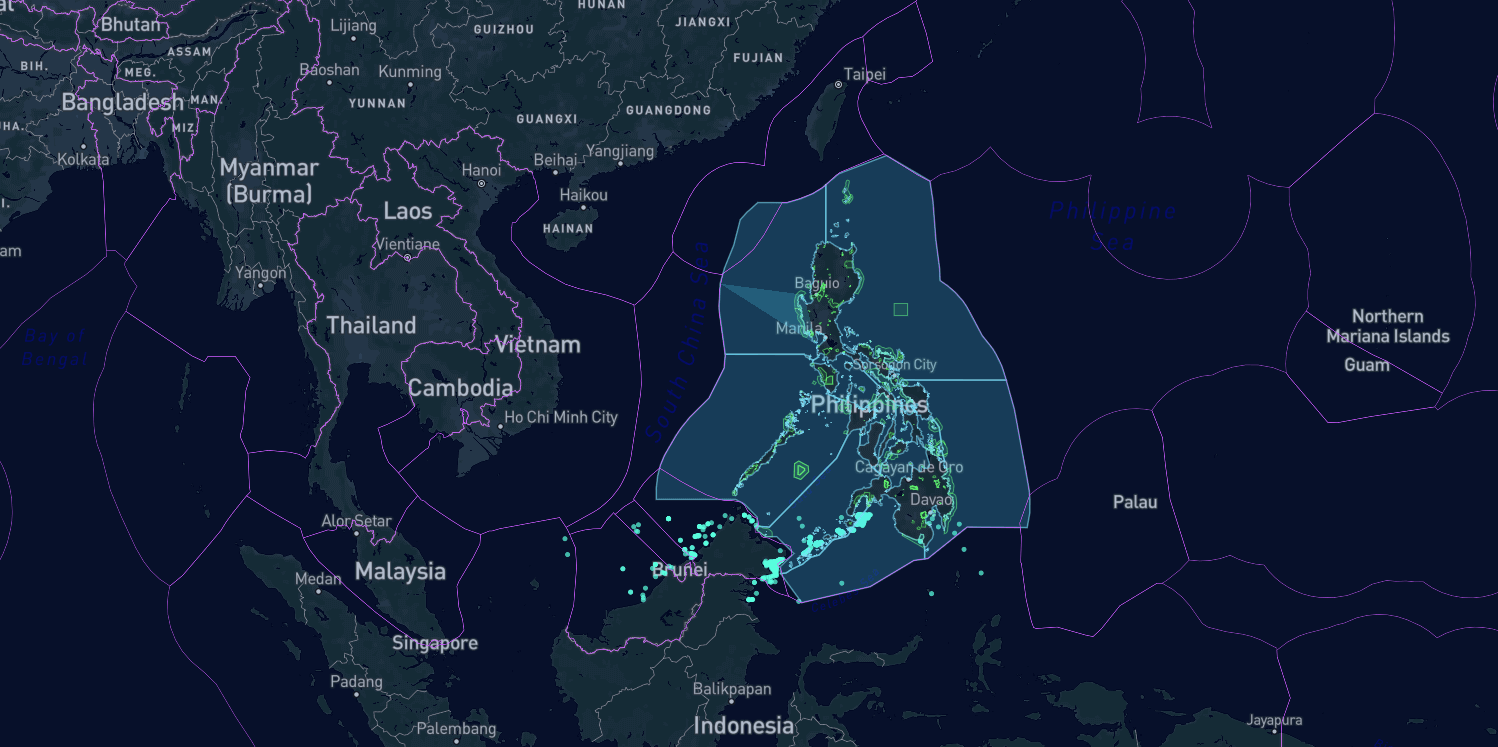 HUNAN
Bhutan
Lijiang
GUIZHOU
JIANGXI
ASSAM
FUJIAN
BIH.
MEG.
Baoshan
Kunming
Taipei
Bangladesh
MAN.
YUNNAN
GUANGDONG
MIZ.
GUANGXI
Kolkata
Hanoi
Beihai
Yangjiang
Myanmar
(Burma)
Haikou
Laos
HAINAN
Philippine
Sea
Vientiane
Yangon
South China Sea
Baguio
Bay of
Bengal
Thailand
Vietnam
Manila
Northern
Mariana Islands
Guam
Sorsogon City
Cambodia
Philippines
Ho Chi Minh City
Cagayan de Oro
Davao
Palau
Alor Setar
Malaysia
Brunei
Medan
Singapore
Padang
Balikpapan
Palembang
Indonesia
Jayapura